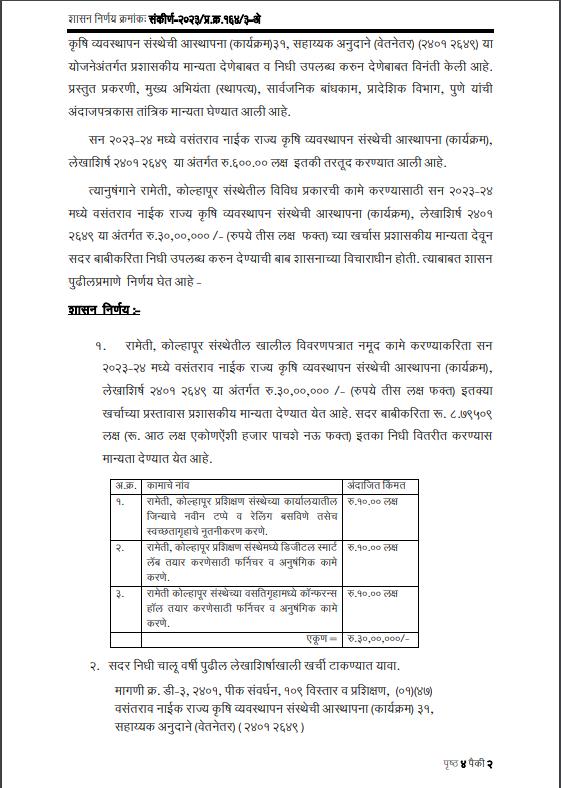 शासन निर्णय क्रमांकः संकीर्ण-२०२३/प्र.क्र.१६४/३-अे
कृषि व्यवस्थापन संस्थेची आस्थापना (कार्यक्रम)३१, सहाय्यक अनुदाने (वेतनेतर) (२४०१ २६४९) या
योजनेअंतर्गत प्रशासकीय मान्यता देणेबाबत व निधी उपलब्ध करुन देणेबाबत विनंती केली आहे.
प्रस्तुत प्रकरणी, मुख्य अभियंता (स्थापत्य), सार्वजनिक बांधकाम, प्रादेशिक विभाग, पुणे यांची
अंदाजपत्रकास तांत्रिक मान्यता घेण्यात आली आहे.
सन २०२३-२४ मध्ये वसंतराव नाईक राज्य कृषि व्यवस्थापन संस्थेची आस्थापना (कार्यक्रम),
लेखाशिर्ष २४०१ २६४९ या अंतर्गत रु.६००.०० लक्ष इतकी तरतूद करण्यात आली आहे.
त्यानुषंगाने रामेती, कोल्हापूर संस्थेतील विविध प्रकारची कामे करण्यासाठी सन २०२३-२४
मध्ये वसंतराव नाईक राज्य कृषि व्यवस्थापन संस्थेची आस्थापना (कार्यक्रम), लेखाशिर्ष २४०१
२६४९ या अंतर्गत रु.३०,००,००० /- (रुपये तीस लक्ष फक्त) च्या खर्चास प्रशासकीय मान्यता देवून
सदर बाबीकरिता निधी उपलब्ध करुन देण्याची बाब शासनाच्या विचाराधीन होती. त्याबाबत शासन
पुढीलप्रमाणे निर्णय घेत आहे -
शासन निर्णय :-
१. रामेती, कोल्हापूर संस्थेतील खालील विवरणपत्रात नमूद कामे करण्याकरिता सन
२०२३-२४ मध्ये वसंतराव नाईक राज्य कृषि व्यवस्थापन संस्थेची आस्थापना (कार्यक्रम),
लेखाशिर्ष २४०१ २६४९ या अंतर्गत रु.३०,००,००० /- (रुपये तीस लक्ष फक्त) इतक्या
खर्चाच्या प्रस्तावास प्रशासकीय मान्यता देण्यात येत आहे. सदर बाबीकरिता रू. ८.७९५०९
लक्ष (रू. आठ लक्ष एकोणऐंशी हजार पाचशे नऊ फक्त) इतका निधी वितरीत करण्यास
मान्यता देण्यात येत आहे.
अ.क्र. कामाचे नांव अंदाजित किंमत
१. रामेती, कोल्हापूर प्रशिक्षण संस्थेच्या कार्यालयातील रु.१०.०० लक्ष
जिन्याचे नवीन टप्पे व रेलिंग बसविणे तसेच
स्वच्छतागृहाचे नूतनीकरण करणे.
२. रामेती, कोल्हापूर प्रशिक्षण संस्थेमध्ये डिजीटल स्मार्ट रु.१०.०० लक्ष
लॅब तयार करणेसाठी फर्निचर व अनुषंगिक कामे
करणे.
३. रामेती कोल्हापूर संस्थेच्या वसतिगृहामध्ये कॉन्फरन्स रु.१०.०० लक्ष
हॉल तयार करणेसाठी फर्निचर व अनुषंगिक कामे
करणे.
एकूण = रु.३०,००,०००/-
२. सदर निधी चालू वर्षी पुढील लेखाशिर्षाखाली खर्ची टाकण्यात यावा.
मागणी क्र. डी-३, २४०१, पीक संवर्धन, १०९ विस्तार व प्रशिक्षण, (०१)(४७)
वसंतराव नाईक राज्य कृषि व्यवस्थापन संस्थेची आस्थापना (कार्यक्रम) ३१,
सहाय्यक अनुदाने (वेतनेतर) ( २४०१ २६४९ )
पृष्ठ ४ पैकी २